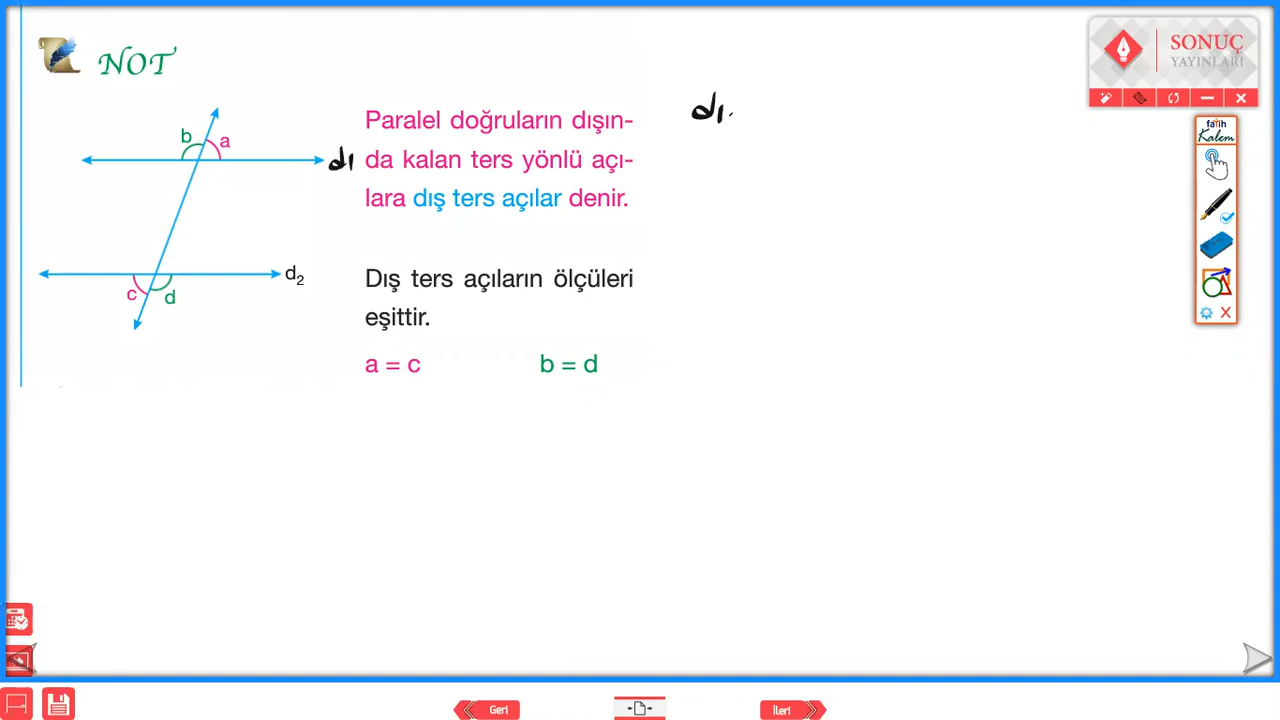 NOT
SONUÇ
YAYINLARI
fatih
Kalem
b
a
d1
c
d
d2
Paralel doğruların dışın-
da kalan ters yönlü açı-
lara dış ters açılar denir.
Dış ters açıların ölçüleri
eşittir.
a = c
b = d
d1.
Geri
İleri